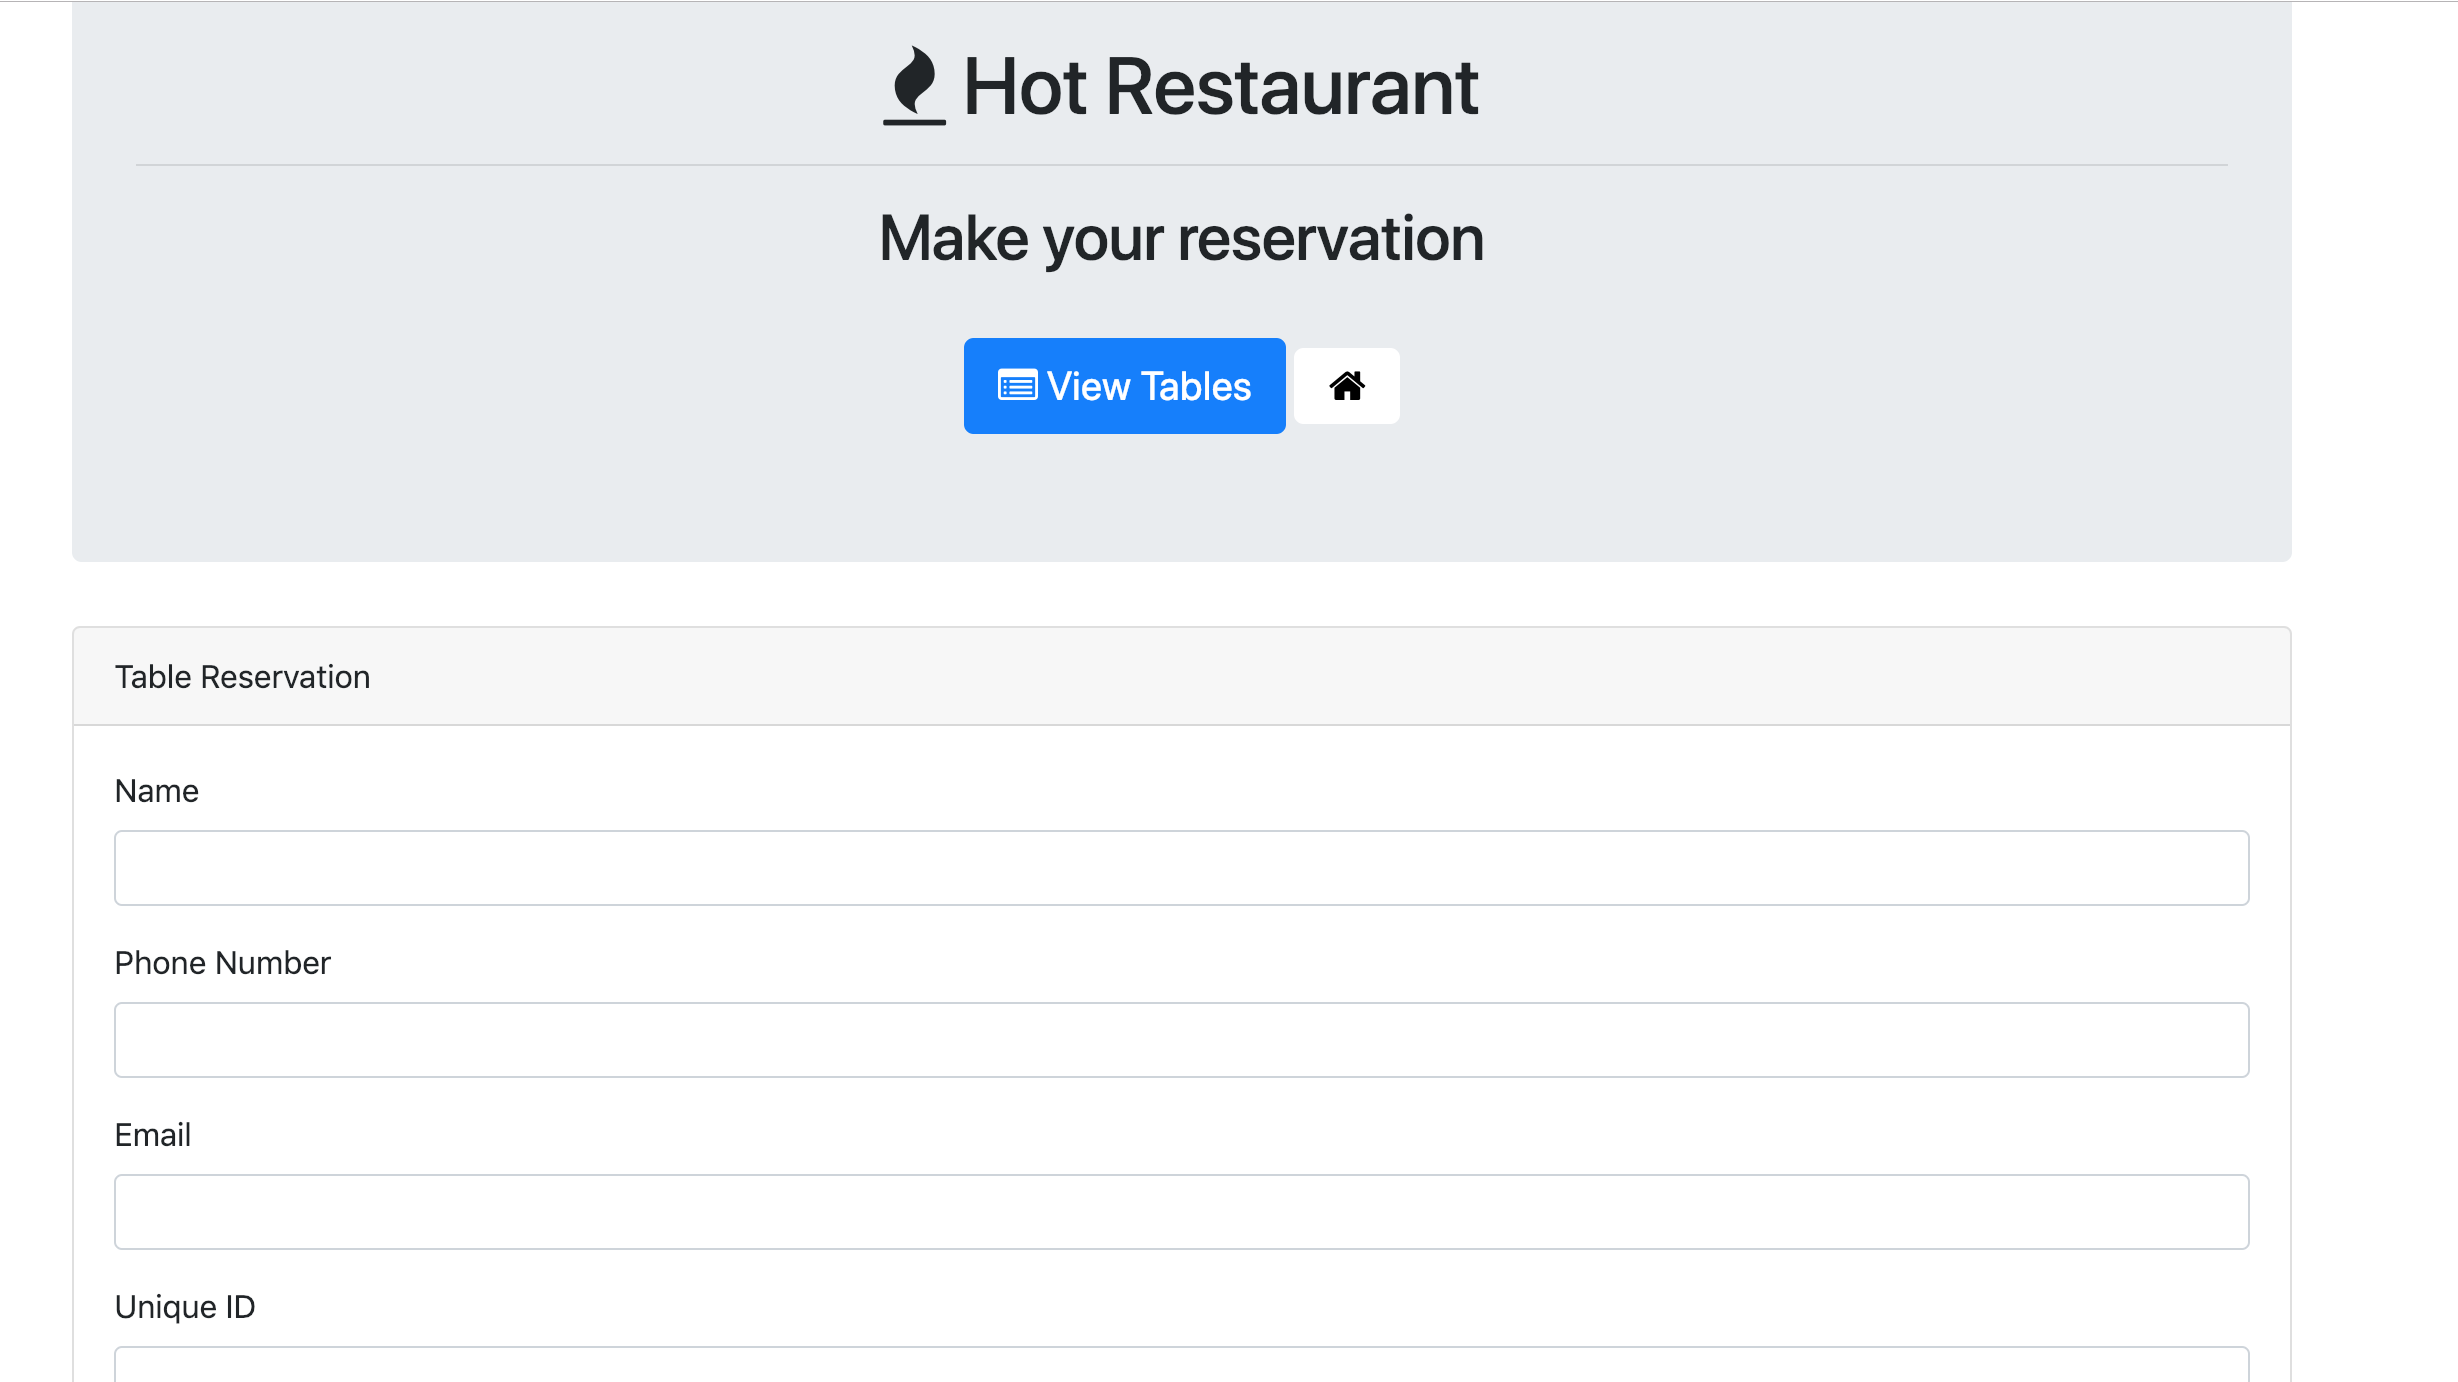 Hot Restaurant
Make your reservation
View Tables
Table Reservation
Name
Phone Number
Email
Unique ID